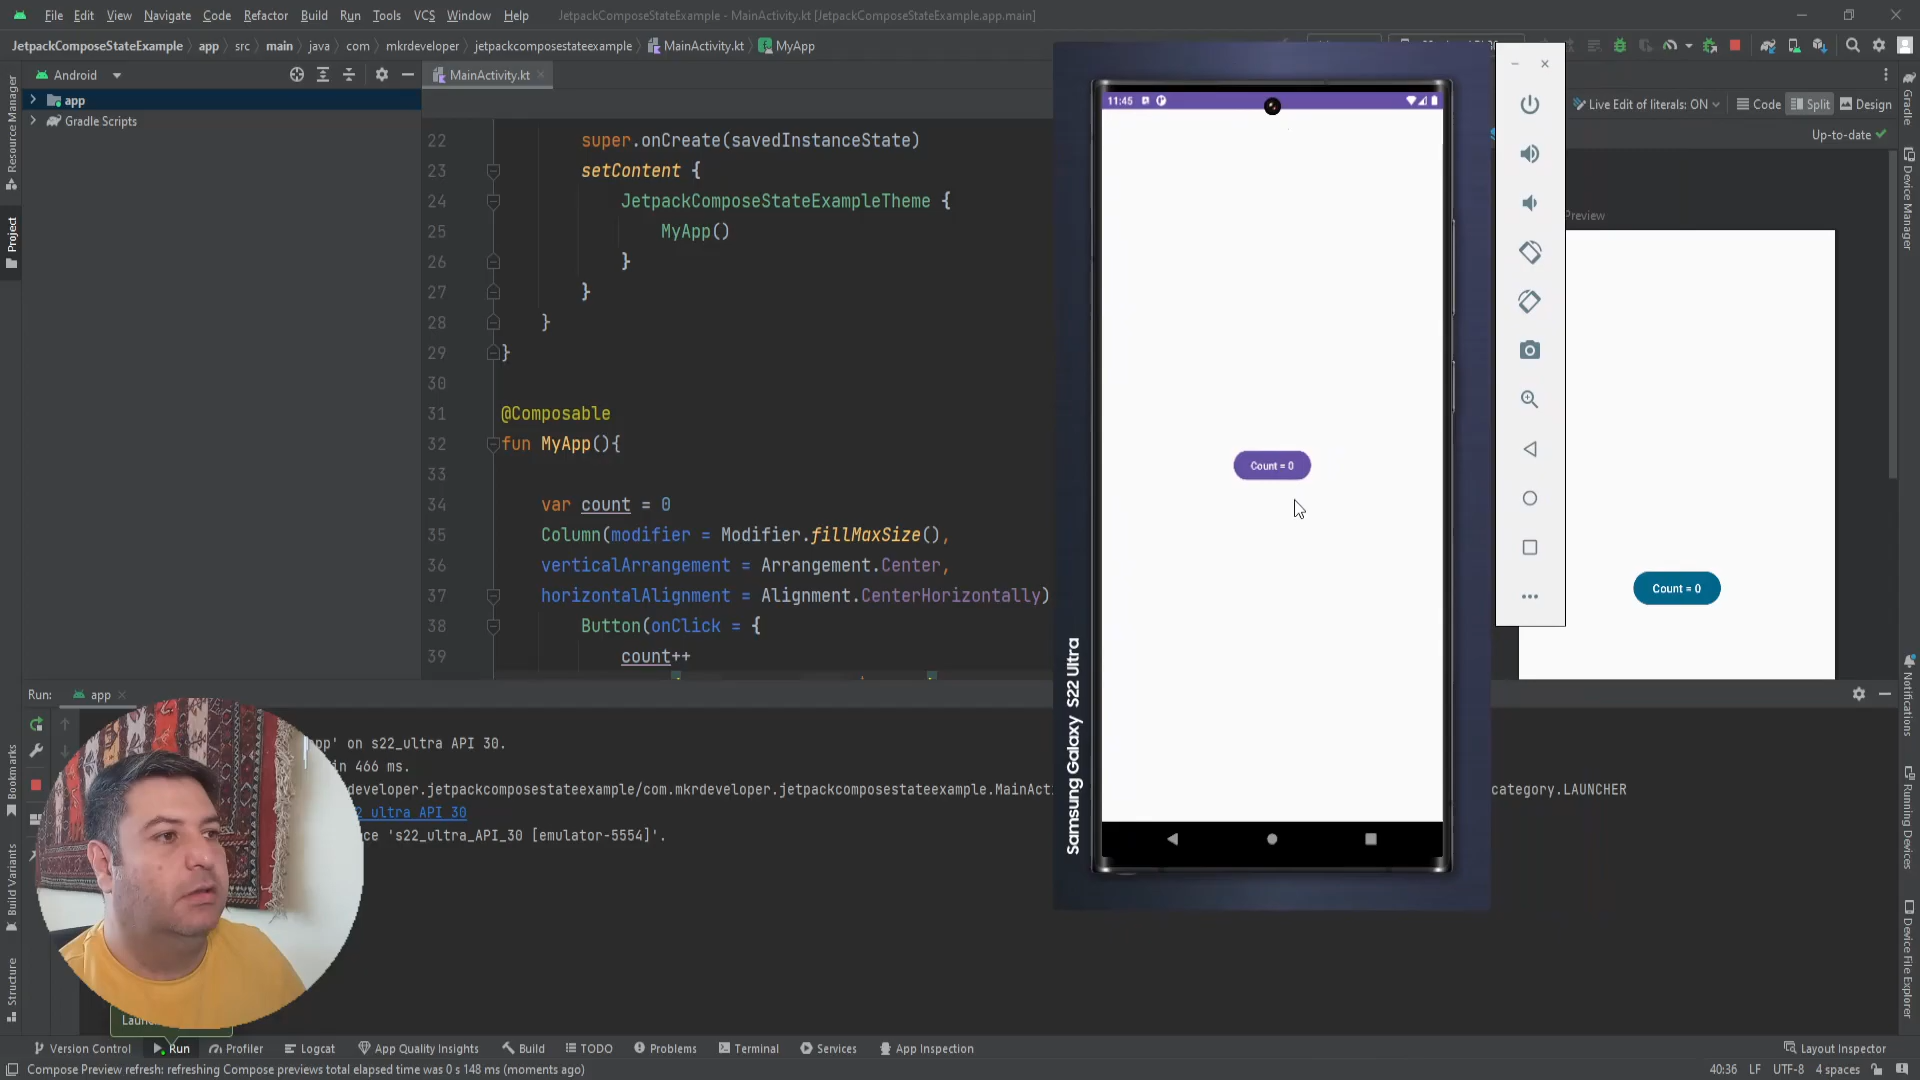 File Edit View Navigate Code Refactor Build Run Tools VCS Window Help JetpackComposeStateExample - MainActivity.kt [JetpackComposeStateExample.app.main]
JetpackComposeStateExample app src main java com mkrdeveloper jetpackcomposestateexample MainActivity.kt MyApp
Android
MainActivity.kt
app
Gradle Scripts
Live Edit of literals: ON Code Split Design
Up-to-date
22 super.onCreate(savedInstanceState)
23 setContent {
24 JetpackComposeStateExampleTheme {
25 MyApp()
26 }
27 }
28 }
29 }
30
31 @Composable
32 fun MyApp(){
33
34 var count = 0
35 Column(modifier = Modifier.fillMaxSize(),
36 verticalArrangement = Arrangement.Center,
37 horizontalAlignment = Alignment.CenterHorizontally)
38 Button(onClick = {
39 count++
11:45
Count = 0
Samsung Galaxy S22 Ultra
Preview
Count = 0
Run: app
app' on s22_ultra API 30.
in 466 ms.
developer.jetpackcomposestateexample/com.mkrdeveloper.jetpackcomposestateexample.MainActi
category.LAUNCHER
2_ultra_API_30
ce 's22_ultra_API_30 [emulator-5554]'.
Resource Manager
Project
Bookmarks
Build Variants
Structure
Gradle
Device Manager
Notifications
Running Devices
Device File Explorer
Version Control Run Profiler Logcat App Quality Insights Build TODO Problems Terminal Services App Inspection Layout Inspector
Compose Preview refresh: refreshing Compose previews total elapsed time was 0 s 148 ms (moments ago) 40:36 LF UTF-8 4 spaces